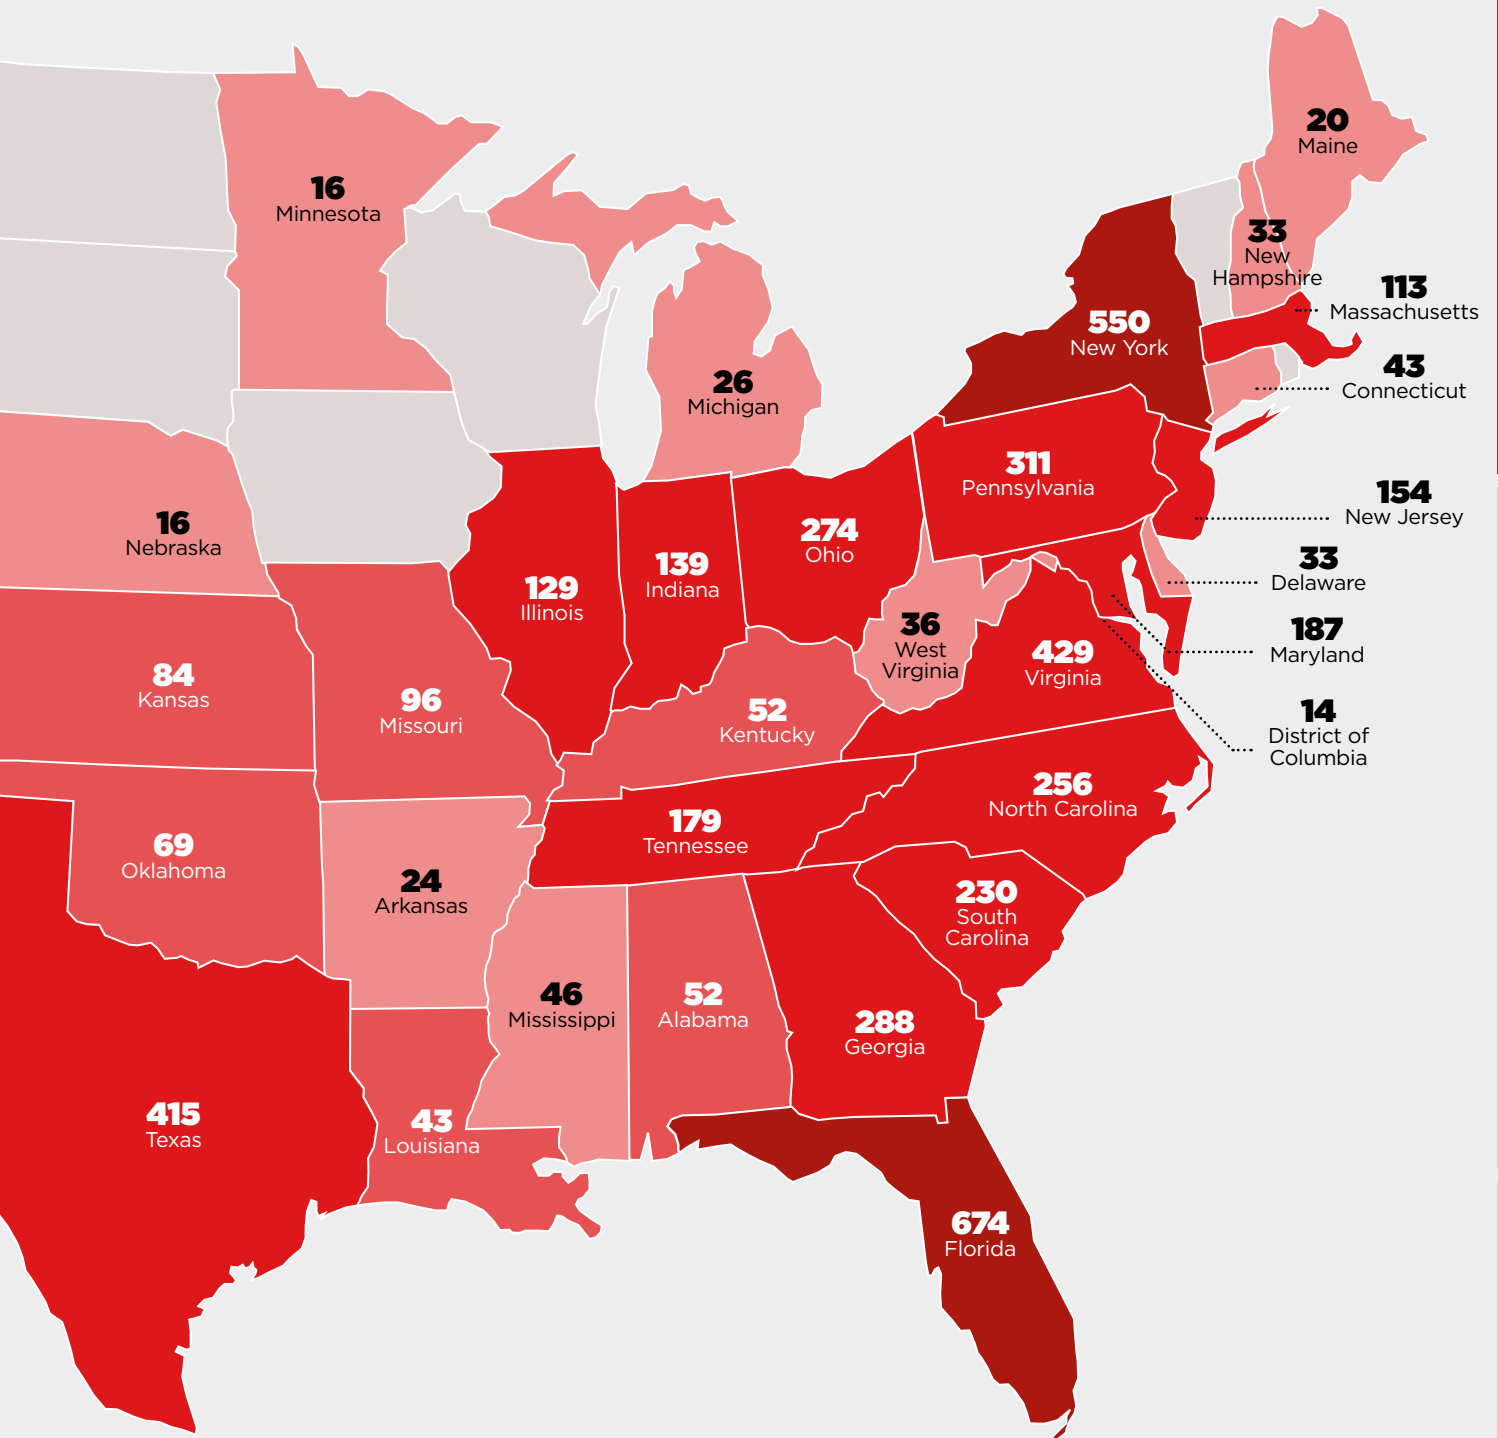 20
Maine
16
Minnesota
33
New
Hampshire
113
Massachusetts
550
New York
43
Connecticut
26
Michigan
311
Pennsylvania
154
New Jersey
16
Nebraska
274
Ohio
139
Indiana
129
Illinois
33
Delaware
36
West
Virginia
187
Maryland
429
Virginia
84
Kansas
96
Missouri
52
Kentucky
14
District of
Columbia
256
North Carolina
179
Tennessee
69
Oklahoma
24
Arkansas
230
South
Carolina
46
Mississippi
52
Alabama
288
Georgia
415
Texas
43
Louisiana
674
Florida